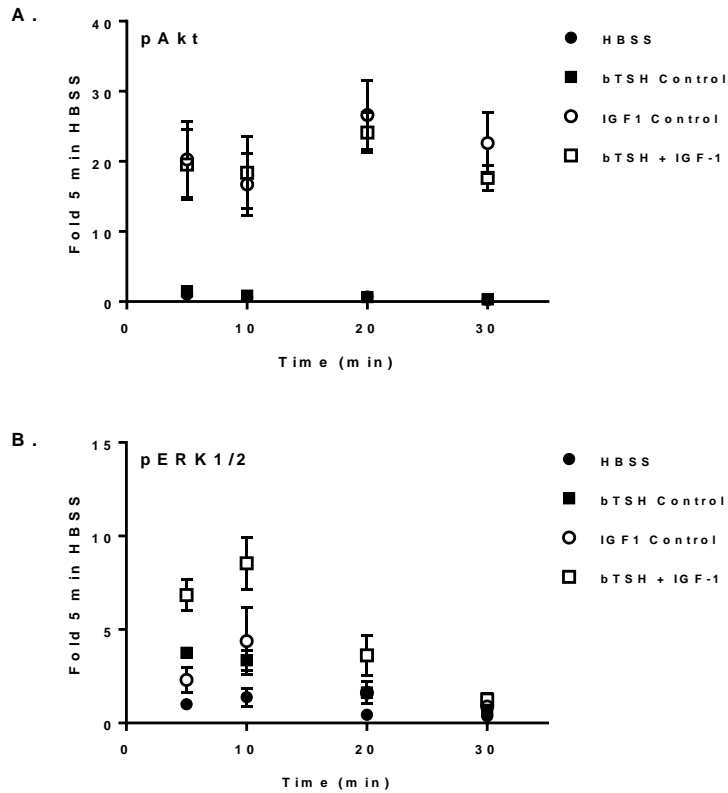 A.
pAkt
40
30
20
10
0
Fold 5 min HBSS
0 10 20 30
Time (min)
HBSS
bTSH Control
IGF1 Control
bTSH + IGF-1
B.
pERK1/2
15
10
5
0
Fold 5 min HBSS
0 10 20 30
Time (min)
HBSS
bTSH Control
IGF1 Control
bTSH + IGF-1